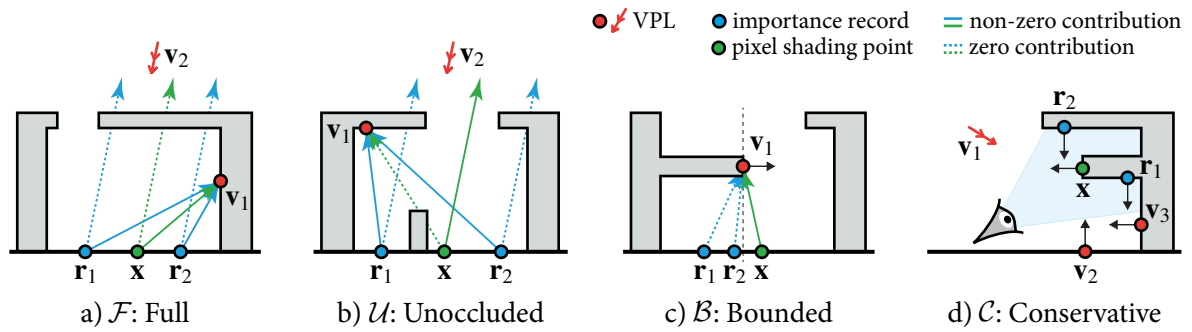 VPL
importance record
non-zero contribution
pixel shading point
zero contribution
v₂
v₁
r₁ x r₂
a) ℱ: Full
v₂
v₁
r₁ x r₂
b) 𝒰: Unoccluded
v₁
r₁ r₂ x
c) ℬ: Bounded
r₂
v₁
r₁
x
v₃
v₂
d) 𝒞: Conservative